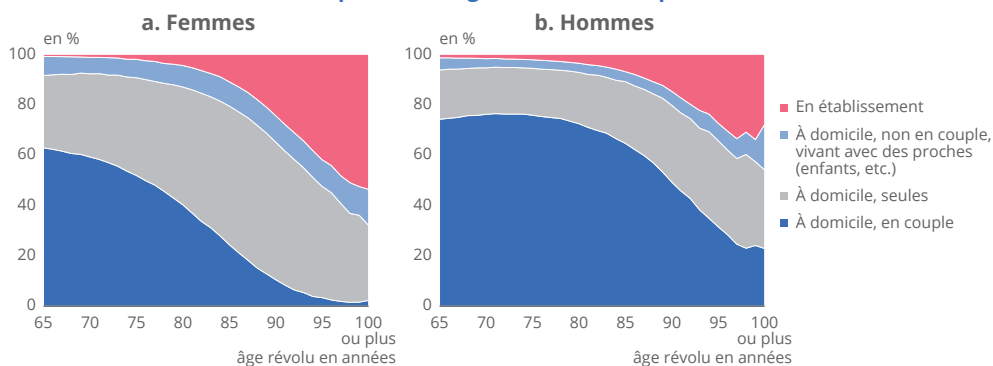 a. Femmes
b. Hommes
en %
en %
100
80
60
40
20
0
65 70 75 80 85 90 95 100
ou plus
âge révolu en années
100
80
60
40
20
0
65 70 75 80 85 90 95 100
ou plus
âge révolu en années
En établissement
À domicile, non en couple,
vivant avec des proches
(enfants, etc.)
À domicile, seules
À domicile, en couple